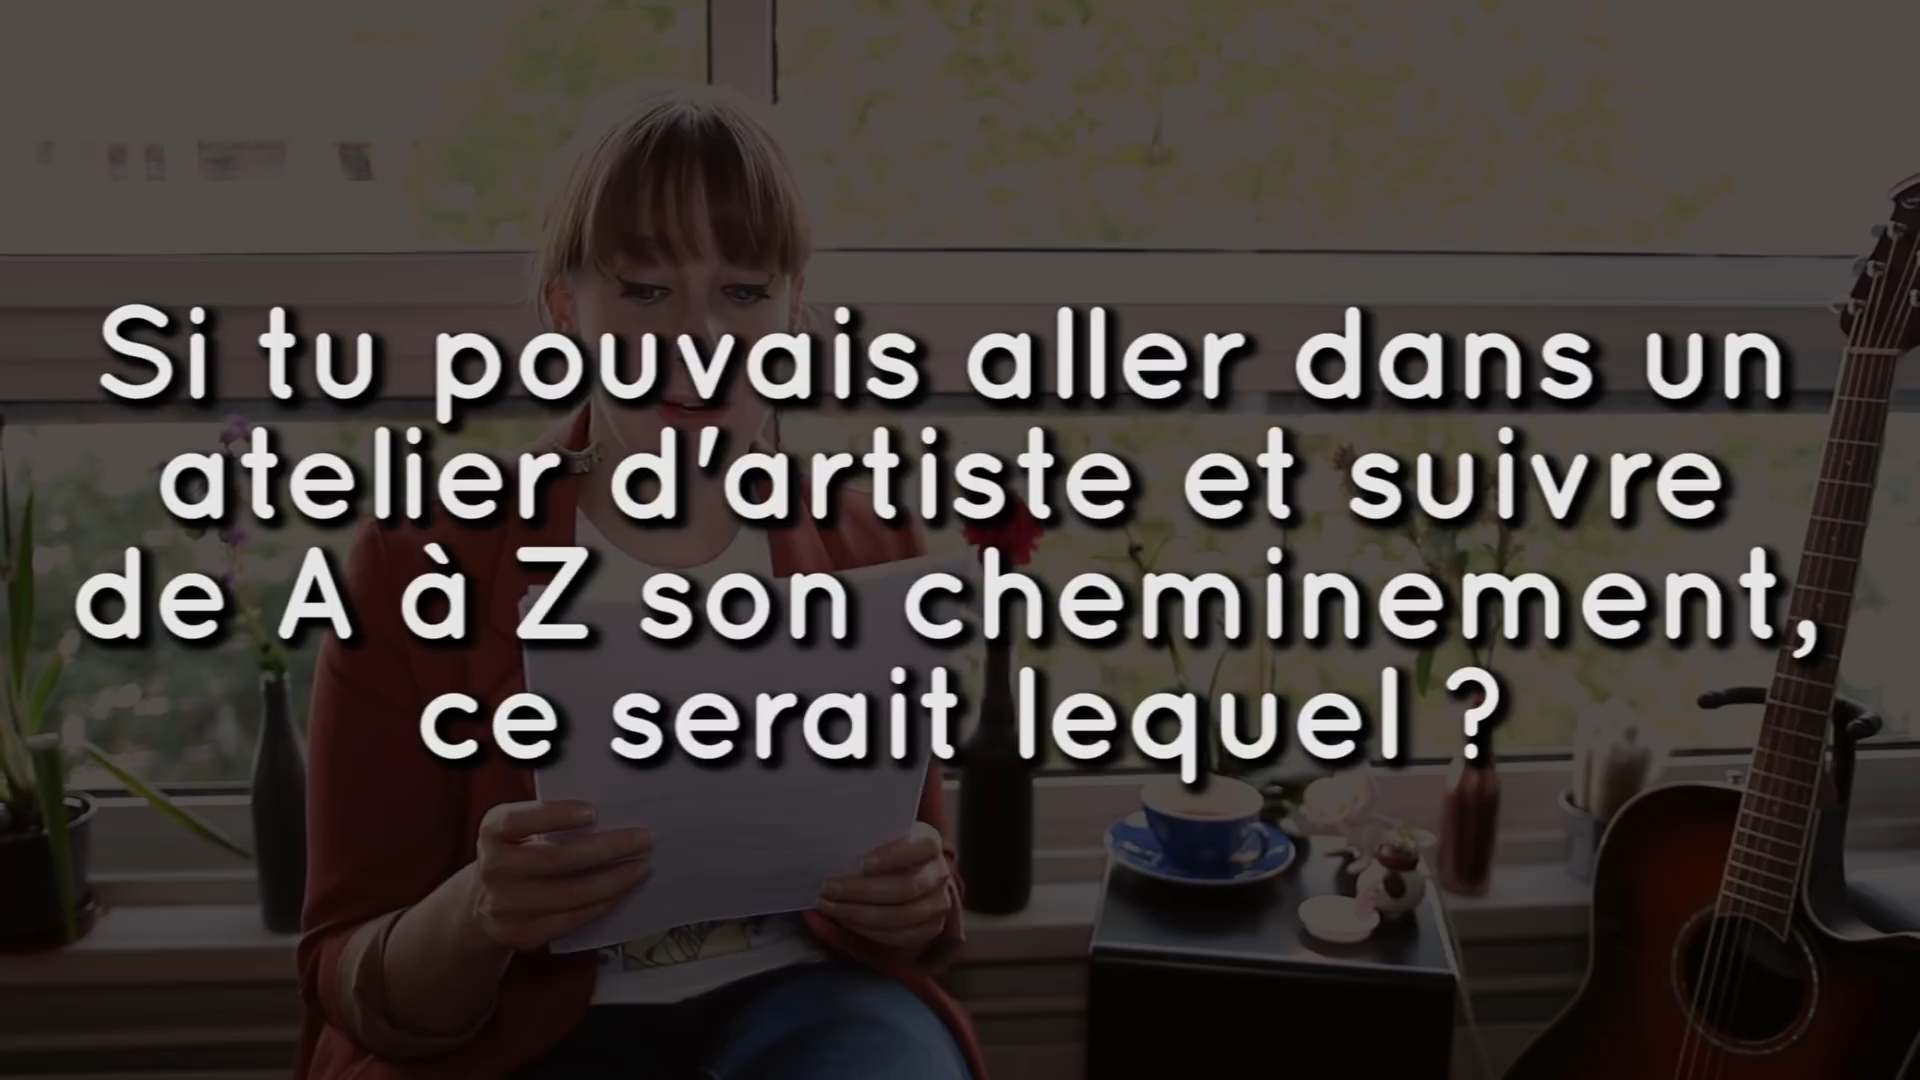 Si tu pouvais aller dans un
atelier d'artiste et suivre
de A à Z son cheminement,
ce serait lequel ?